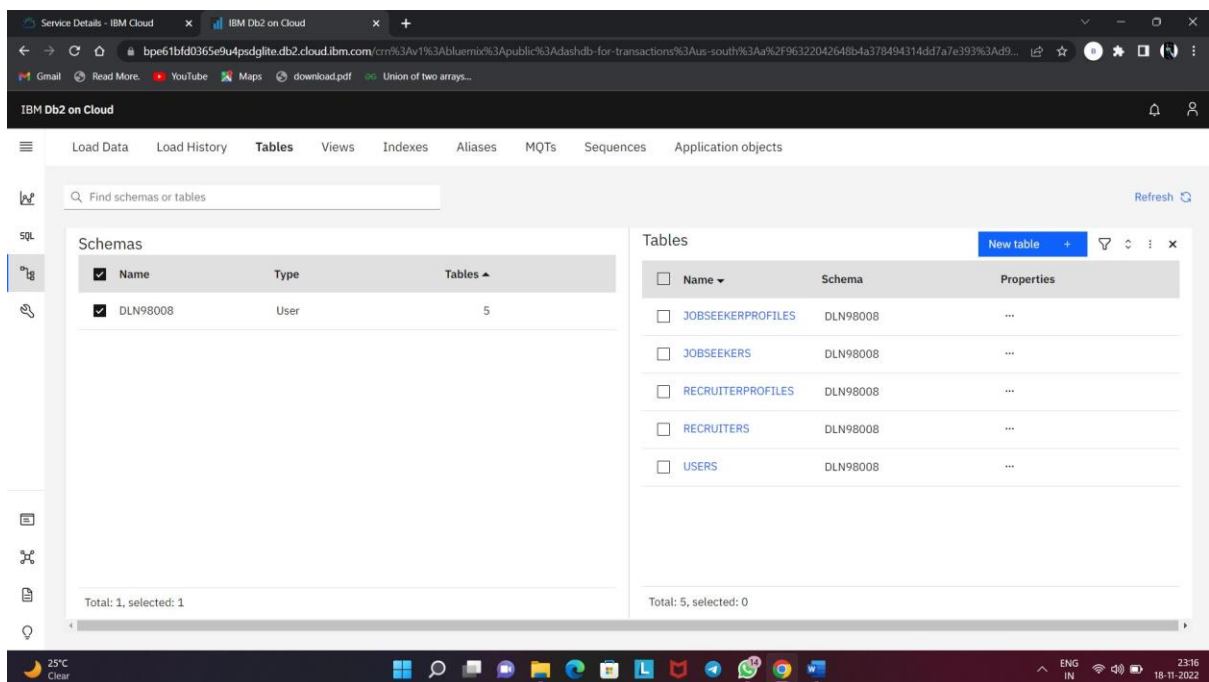 Service Details - IBM Cloud
IBM Db2 on Cloud
bpe61bfd0365e9u4psdglite.db2.cloud.ibm.com/crn%3Av1%3Abluemix%3Apublic%3Adashdb-for-transactions%3Aus-south%3Aa%2F96322042648b4a378494314dd7a7e393%3Ad9...
Gmail Read More. YouTube Maps download.pdf Union of two arrays...
IBM Db2 on Cloud
Load Data Load History Tables Views Indexes Aliases MQTs Sequences Application objects
Find schemas or tables
Refresh
SQL
Schemas
Name Type Tables
DLN98008 User 5
Total: 1, selected: 1
Tables
New table +
Name Schema Properties
JOBSEEKERPROFILES DLN98008 ...
JOBSEEKERS DLN98008 ...
RECRUITERPROFILES DLN98008 ...
RECRUITERS DLN98008 ...
USERS DLN98008 ...
Total: 5, selected: 0
25°C
Clear
ENG
IN
23:16
18-11-2022